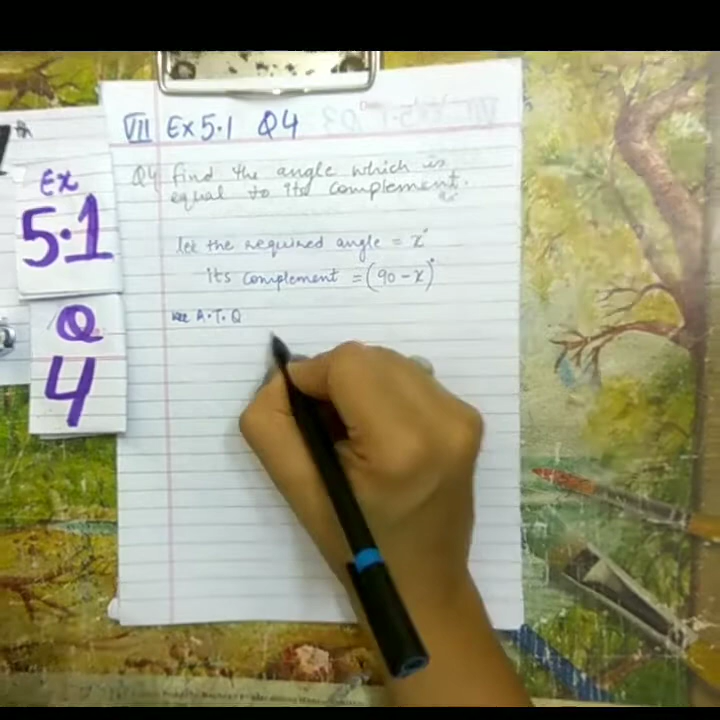 VII Ex 5.1 Q4
Q4 find the angle which is
equal to its complement.
let the required angle = x°
its complement = (90 - x)°
A.T.Q
Ex
5.1
Q
4